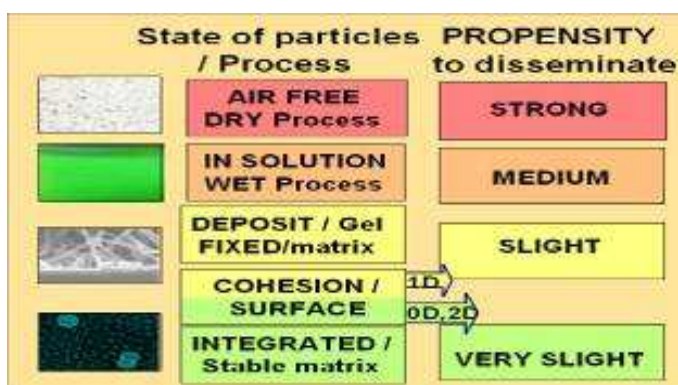 State of particles PROPENSITY
/ Process to disseminate
AIR FREE
DRY Process
STRONG
IN SOLUTION
WET Process
MEDIUM
DEPOSIT / Gel
FIXED/matrix
SLIGHT
COHESION /
SURFACE
1D
0D,2D
INTEGRATED /
Stable matrix
VERY SLIGHT